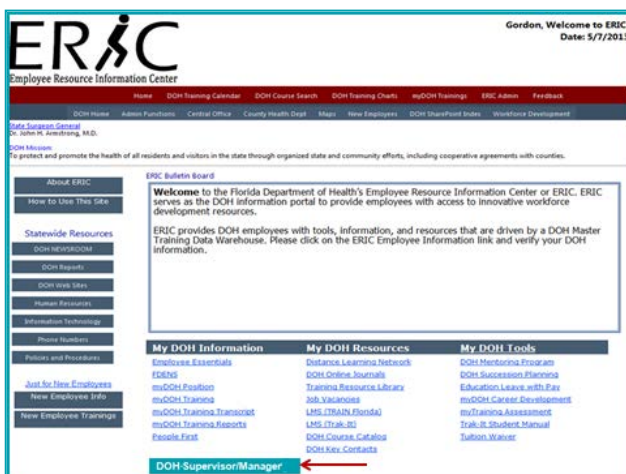 ERIC
Employee Resource Information Center
Gordon, Welcome to ERIC
Date: 5/7/2013
Home DOH Training Calendar DOH Course Search DOH Training Charts myDOH Trainings ERIC Admin Feedback
DOH Home Admin Functions Central Office County Health Dept Maps New Employees DOH SharePoint Index Workforce Development
State Surgeon General
Dr. John H. Armstrong, M.D.
DOH Mission:
To protect and promote the health of all residents and visitors in the state through organized state and community efforts, including cooperative agreements with counties.
About ERIC
How to Use This Site
Statewide Resources
DOH NEWSROOM
DOH Reports
DOH Web Sites
Human Resources
Information Technology
Phone Numbers
Policies and Procedures
Just for New Employees
New Employee Info
New Employee Trainings
ERIC Bulletin Board
Welcome to the Florida Department of Health's Employee Resource Information Center or ERIC. ERIC
serves as the DOH information portal to provide employees with access to innovative workforce
development resources.
ERIC provides DOH employees with tools, information, and resources that are driven by a DOH Master
Training Data Warehouse. Please click on the ERIC Employee Information link and verify your DOH
information.
My DOH Information
Employee Essentials
FDENS
myDOH Position
myDOH Training
myDOH Training Transcript
myDOH Training Reports
People First
My DOH Resources
Distance Learning Network
DOH Online Journals
Training Resource Library
Job Vacancies
LMS (TRAIN Florida)
LMS (Trak-It)
DOH Course Catalog
DOH Key Contacts
My DOH Tools
DOH Mentoring Program
DOH Succession Planning
Education Leave with Pay
myDOH Career Development
myTraining Assessment
Trak-It Student Manual
Tuition Waiver
DOH-Supervisor/Manager